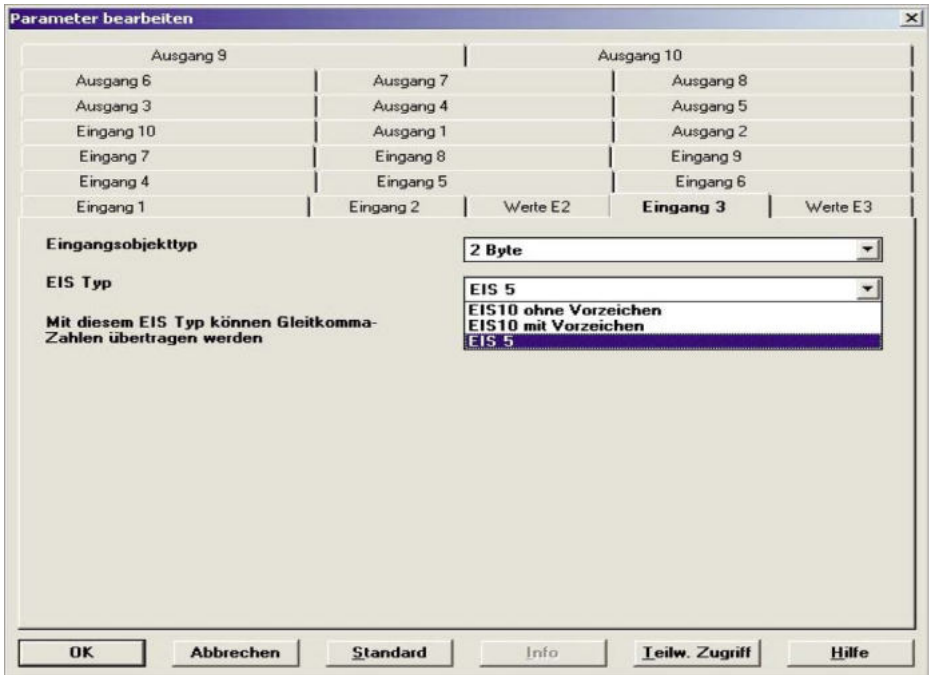 Parameter bearbeiten
Ausgang 9 Ausgang 10
Ausgang 6 Ausgang 7 Ausgang 8
Ausgang 3 Ausgang 4 Ausgang 5
Eingang 10 Ausgang 1 Ausgang 2
Eingang 7 Eingang 8 Eingang 9
Eingang 4 Eingang 5 Eingang 6
Eingang 1 Eingang 2 Werte E2 Eingang 3 Werte E3
Eingangsobjekttyp 2 Byte
EIS Typ EIS 5
EIS10 ohne Vorzeichen
EIS10 mit Vorzeichen
EIS 5
Mit diesem EIS Typ können Gleitkomma-
Zahlen übertragen werden
OK Abbrechen Standard Info Teilw. Zugriff Hilfe